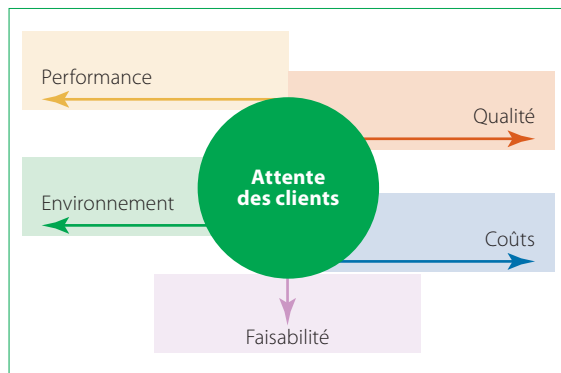 Performance
Qualité
Attente
des clients
Environnement
Coûts
Faisabilité